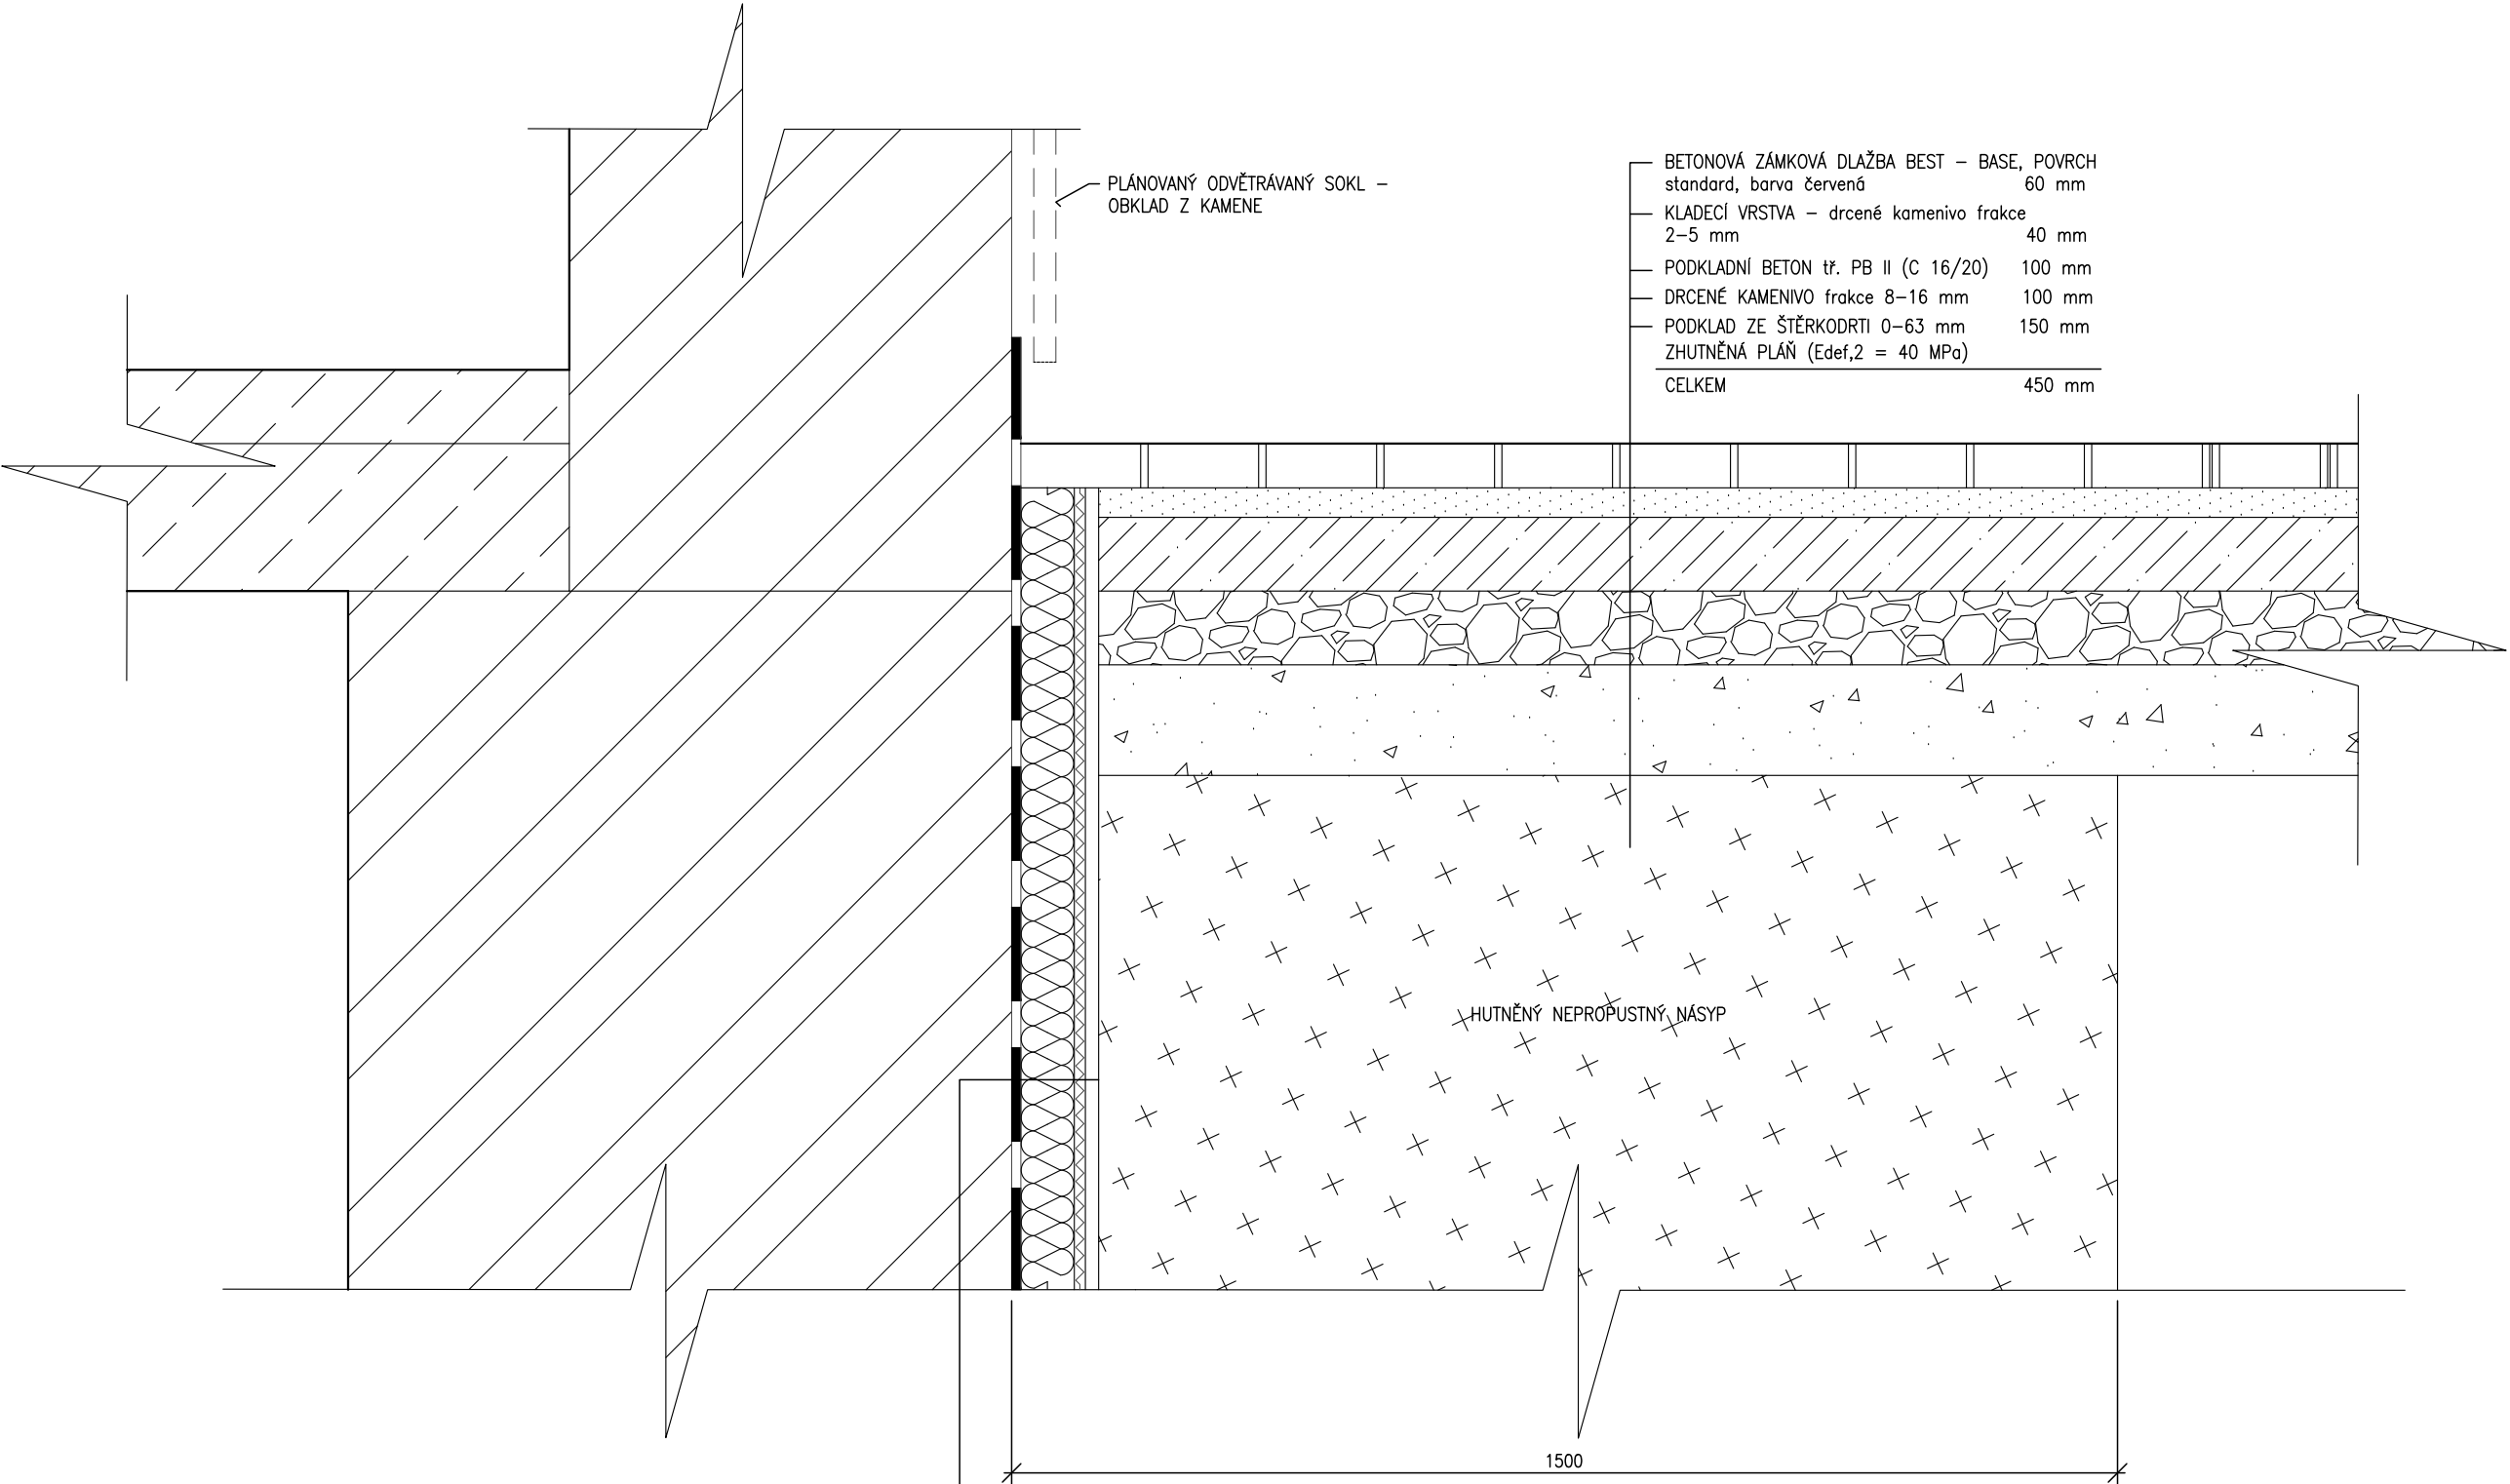 PLÁNOVANÝ ODVĚTRÁVANÝ SOKL –
OBKLAD Z KAMENE
BETONOVÁ ZÁMKOVÁ DLAŽBA BEST – BASE, POVRCH
standard, barva červená 60 mm
KLADECÍ VRSTVA – drcené kamenivo frakce
2–5 mm 40 mm
PODKLADNÍ BETON tř. PB II (C 16/20) 100 mm
DRCENÉ KAMENIVO frakce 8–16 mm 100 mm
PODKLAD ZE ŠTĚRKODRTI 0–63 mm 150 mm
ZHUTNĚNÁ PLÁŇ (Edef,2 = 40 MPa)
CELKEM 450 mm
HUTNĚNÝ NEPROPUSTNÝ NÁSYP
1500